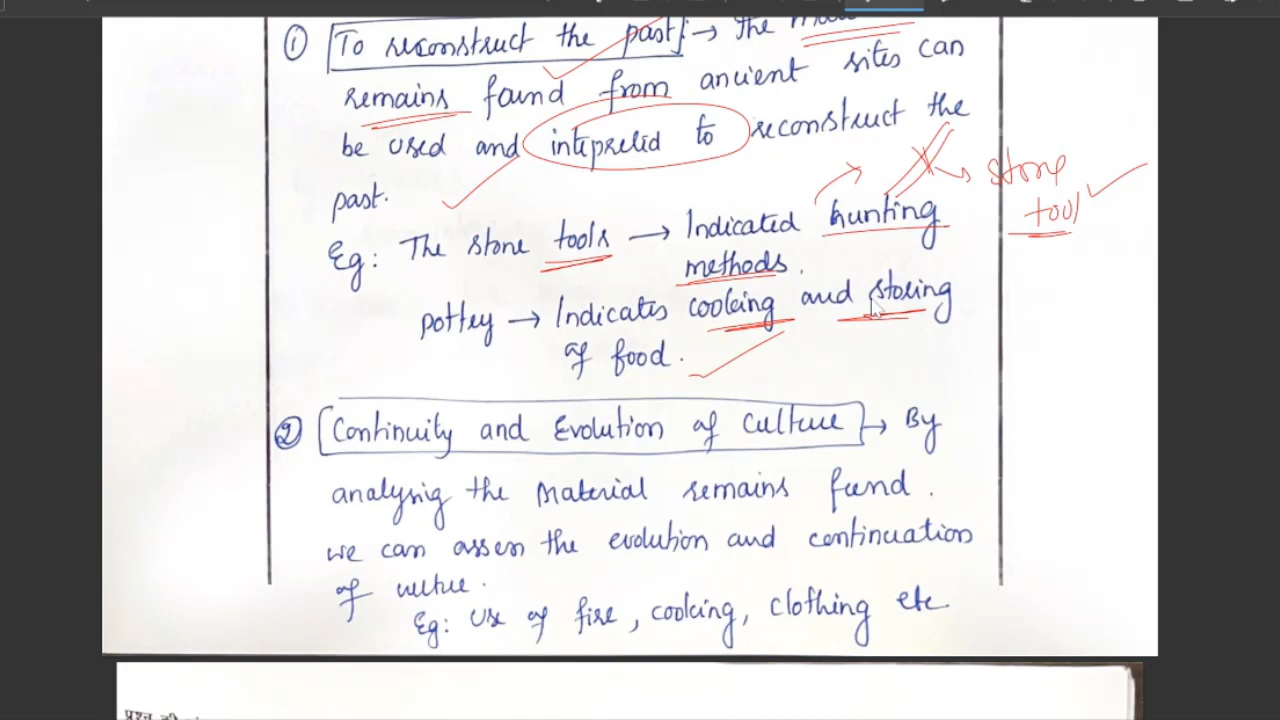 ① To reconstruct the past :→ the
remains found from ancient sites can
be used and intepreted to reconstruct the
past.
stone
tool
Eg: The stone tools → Indicated hunting
methods.
pottey → Indicates cooking and storing
of food.
② Continuity and Evolution of Culture → By
analysig the material remains found.
we can assess the evolution and continuation
of culture.
Eg: Use of fire, cooking, clothing etc